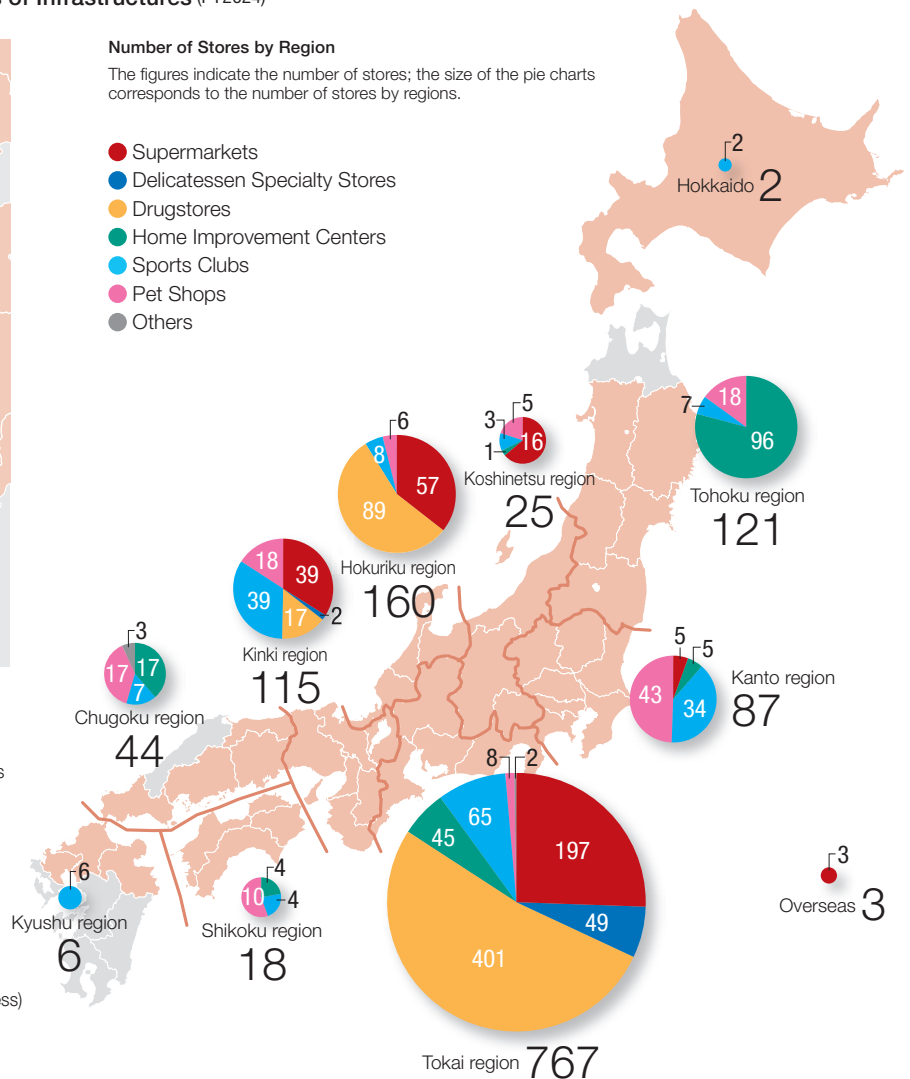 of Infrastructures (FY2024)
Number of Stores by Region
The figures indicate the number of stores; the size of the pie charts
corresponds to the number of stores by regions.
Supermarkets
Delicatessen Specialty Stores
Drugstores
Home Improvement Centers
Sports Clubs
Pet Shops
Others
2
Hokkaido 2
18
7
96
Tohoku region
121
5
3
16
1
Koshinetsu region
25
6
8
57
89
Hokuriku region
160
18
39
39
17
2
Kinki region
115
3
17
17
7
Chugoku region
44
5
5
43
34
Kanto region
87
8
2
65
45
197
49
401
Tokai region 767
4
10
4
Shikoku region
18
6
Kyushu region
6
3
Overseas 3
s
ess)